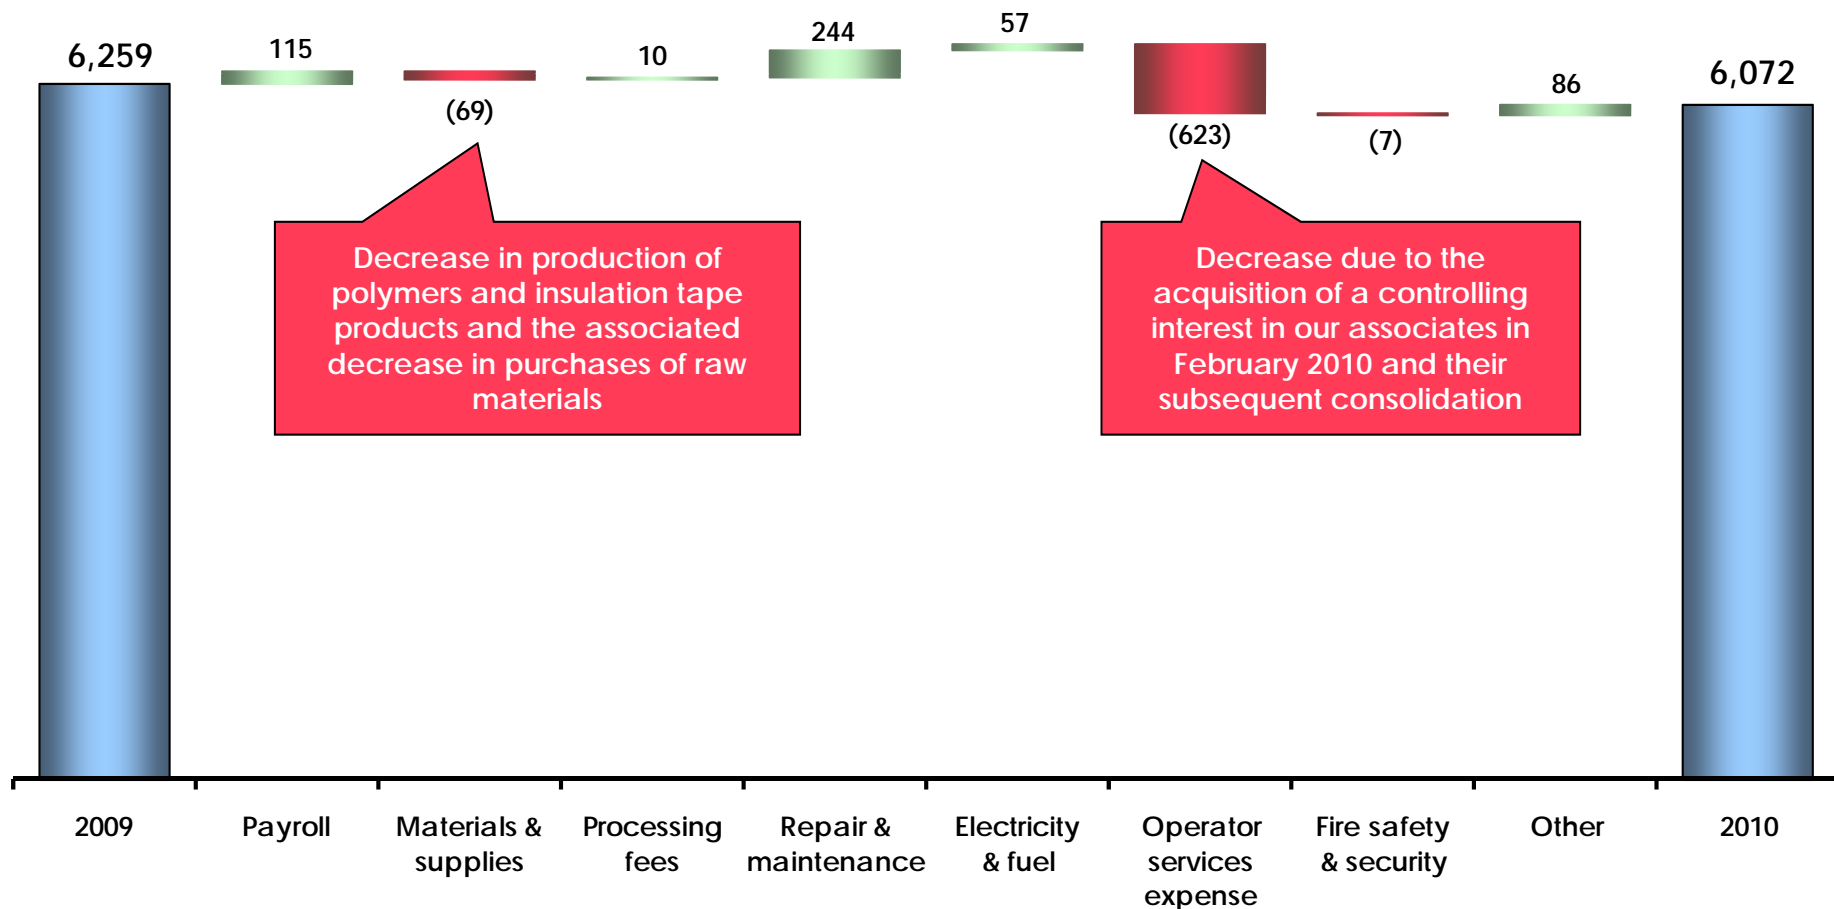 6,259
115
(69)
10
244
57
(623)
(7)
86
6,072
Decrease in production of
polymers and insulation tape
products and the associated
decrease in purchases of raw
materials
Decrease due to the
acquisition of a controlling
interest in our associates in
February 2010 and their
subsequent consolidation
2009
Payroll
Materials &
supplies
Processing
fees
Repair &
maintenance
Electricity
& fuel
Operator
services
expense
Fire safety
& security
Other
2010